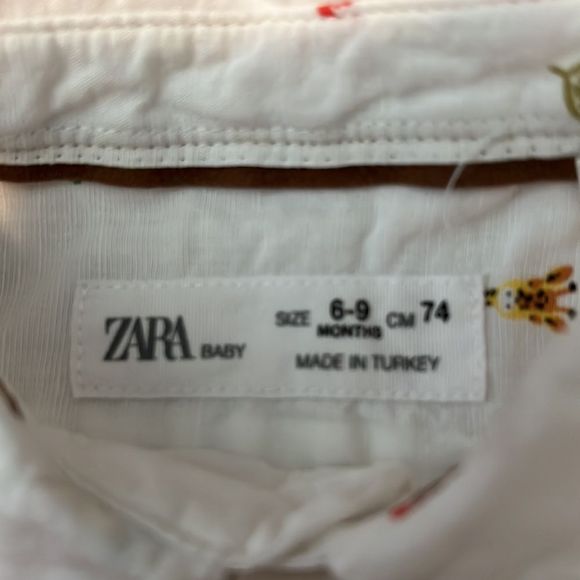 ZARA BABY
SIZE 6-9 MONTHS CM 74
MADE IN TURKEY